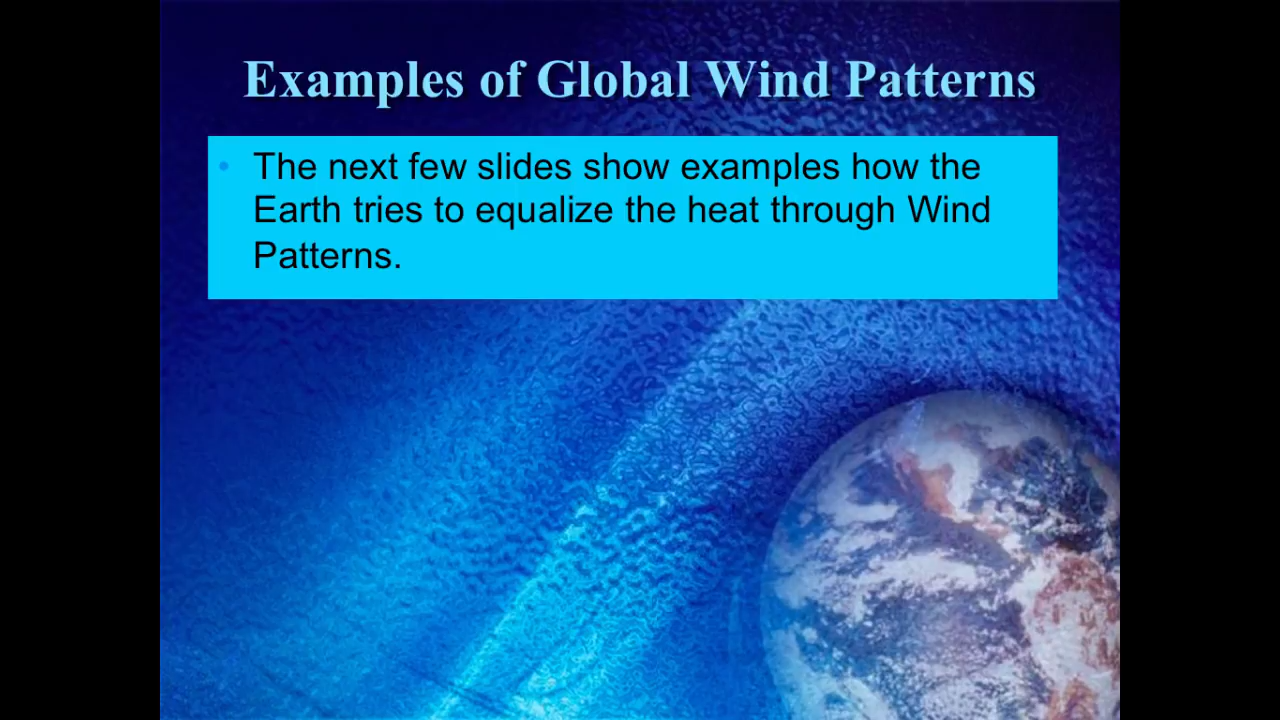 Examples of Global Wind Patterns
• The next few slides show examples how the
Earth tries to equalize the heat through Wind
Patterns.